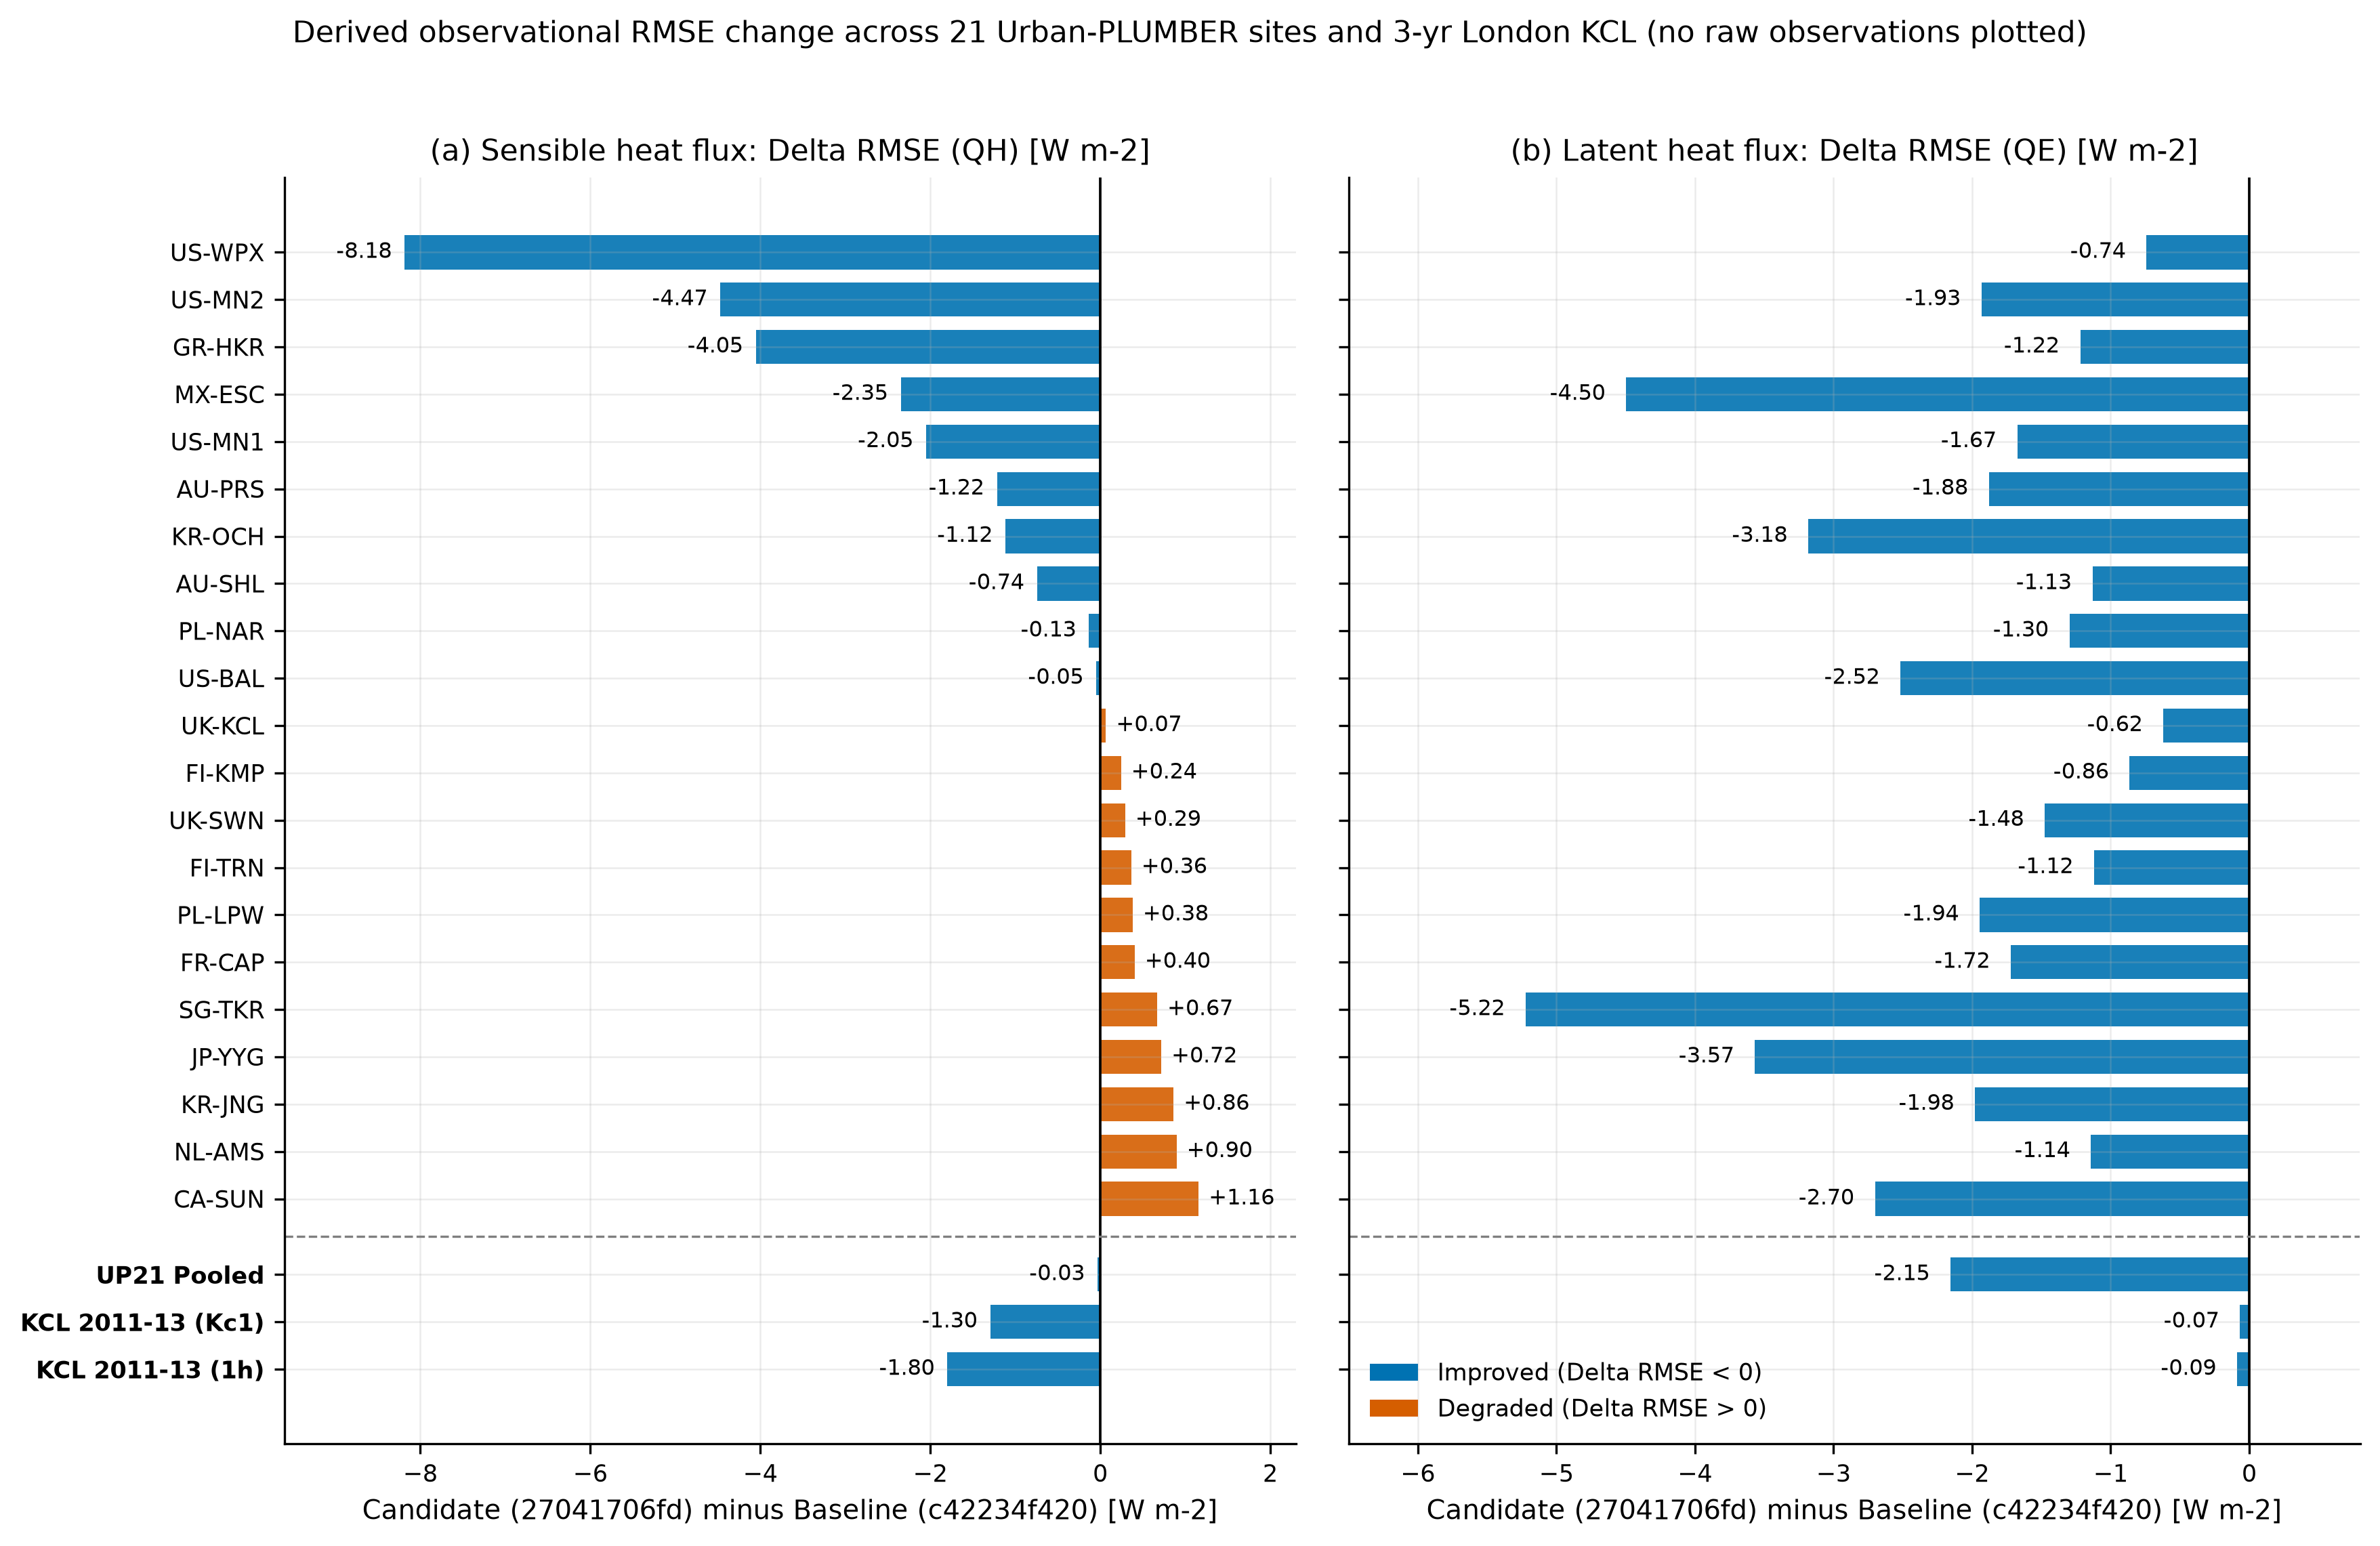 Derived observational RMSE change across 21 Urban-PLUMBER sites and 3-yr London KCL (no raw observations plotted)
(a) Sensible heat flux: Delta RMSE (QH) [W m-2]
US-WPX -8.18
US-MN2 -4.47
GR-HKR -4.05
MX-ESC -2.35
US-MN1 -2.05
AU-PRS -1.22
KR-OCH -1.12
AU-SHL -0.74
PL-NAR -0.13
US-BAL -0.05
UK-KCL +0.07
FI-KMP +0.24
UK-SWN +0.29
FI-TRN +0.36
PL-LPW +0.38
FR-CAP +0.40
SG-TKR +0.67
JP-YYG +0.72
KR-JNG +0.86
NL-AMS +0.90
CA-SUN +1.16
UP21 Pooled -0.03
KCL 2011-13 (Kc1) -1.30
KCL 2011-13 (1h) -1.80
−8 −6 −4 −2 0 2
Candidate (27041706fd) minus Baseline (c42234f420) [W m-2]
(b) Latent heat flux: Delta RMSE (QE) [W m-2]
-0.74
-1.93
-1.22
-4.50
-1.67
-1.88
-3.18
-1.13
-1.30
-2.52
-0.62
-0.86
-1.48
-1.12
-1.94
-1.72
-5.22
-3.57
-1.98
-1.14
-2.70
-2.15
-0.07
-0.09
Improved (Delta RMSE < 0)
Degraded (Delta RMSE > 0)
−6 −5 −4 −3 −2 −1 0
Candidate (27041706fd) minus Baseline (c42234f420) [W m-2]